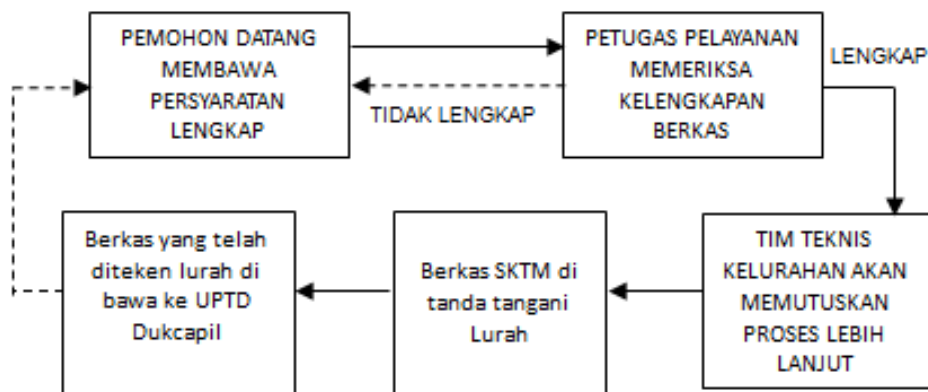 PEMOHON DATANG
MEMBAWA
PERSYARATAN
LENGKAP
TIDAK LENGKAP
PETUGAS PELAYANAN
MEMERIKSA
KELENGKAPAN
BERKAS
LENGKAP
TIM TEKNIS
KELURAHAN AKAN
MEMUTUSKAN
PROSES LEBIH
LANJUT
Berkas SKTM di
tanda tangani
Lurah
Berkas yang telah
diteken lurah di
bawa ke UPTD
Dukcapil